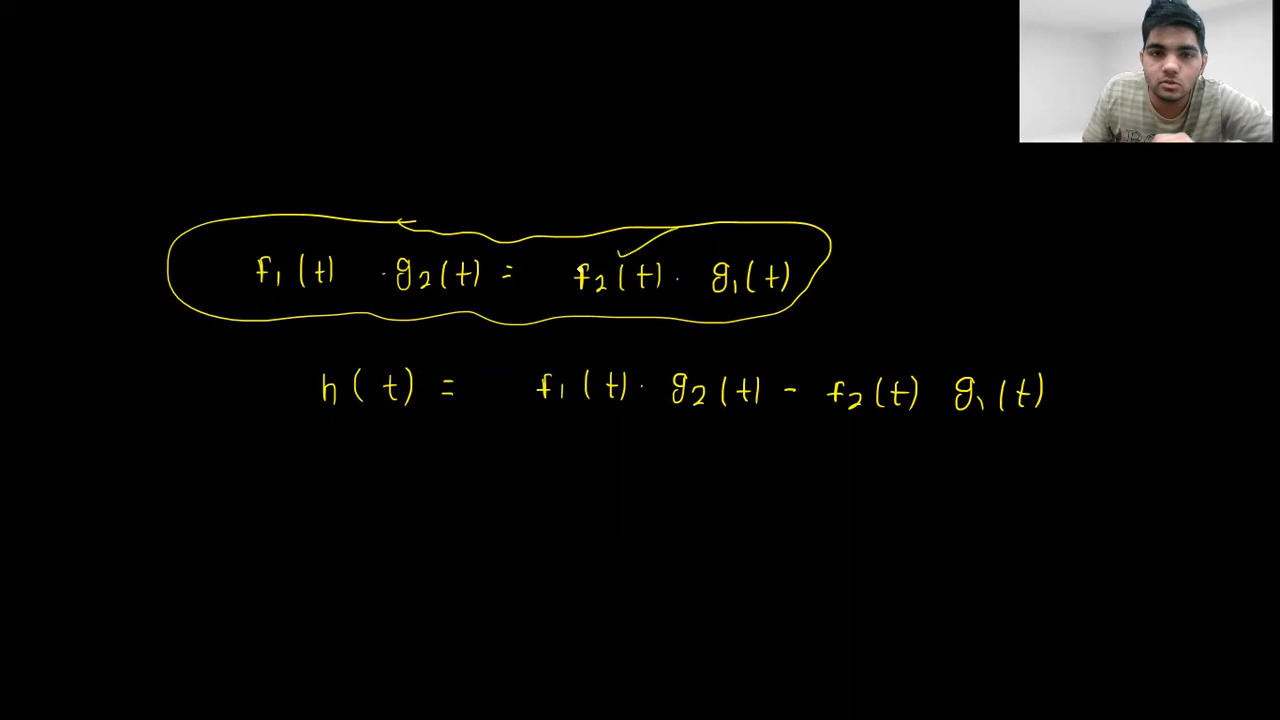 f₁(t) · g₂(t) = f₂(t) · g₁(t)
h(t) = f₁(t) · g₂(t) - f₂(t) g₁(t)